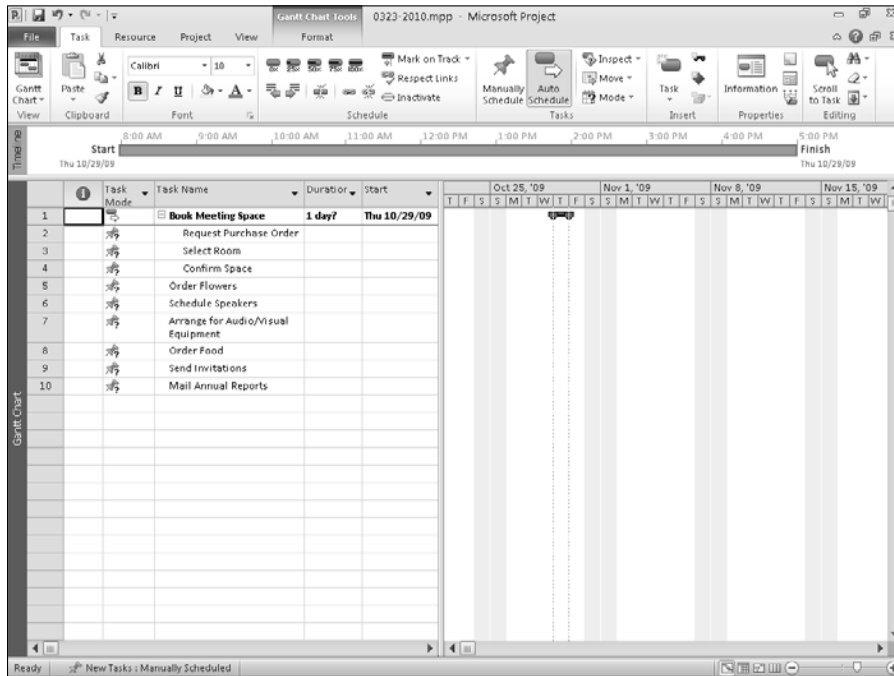 Gantt Chart Tools 0323-2010.mpp - Microsoft Project
File Task Resource Project View Format
Calibri 10
Mark on Track
Respect Links
Inactivate
Inspect
Move
Mode
Gantt Chart
Paste
B I U A
Manually Schedule
Auto Schedule
Task
Information
Scroll to Task
View Clipboard Font Schedule Tasks Insert Properties Editing
Timeline
8:00 AM 9:00 AM 10:00 AM 11:00 AM 12:00 PM 1:00 PM 2:00 PM 3:00 PM 4:00 PM 5:00 PM
Start Finish
Thu 10/29/09 Thu 10/29/09
Task Mode Task Name Duration Start
Oct 25, '09 Nov 1, '09 Nov 8, '09 Nov 15, '09
T F S S M T W T F S S M T W T F S S M T W T F S S M T W
1 Book Meeting Space 1 day? Thu 10/29/09
2 Request Purchase Order
3 Select Room
4 Confirm Space
5 Order Flowers
6 Schedule Speakers
7 Arrange for Audio/Visual
Equipment
8 Order Food
9 Send Invitations
10 Mail Annual Reports
Gantt Chart
Ready New Tasks : Manually Scheduled